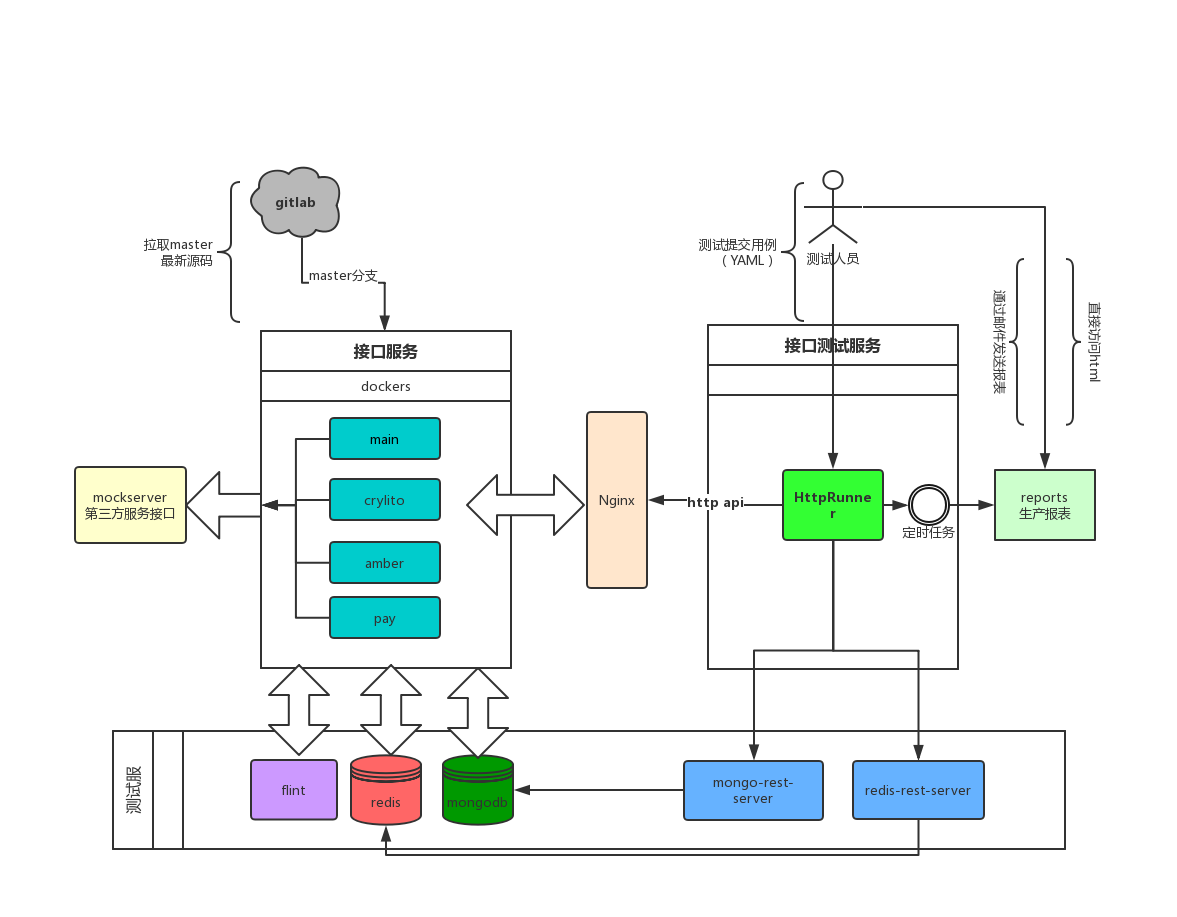 gitlab
拉取master
最新源码
master分支
测试提交用例
（ YAML ）
测试人员
通过邮件发送报表
直接访问html
接口服务
dockers
main
crylito
amber
pay
mockserver
第三方服务接口
Nginx
接口测试服务
http api
HttpRunne
r
定时任务
reports
生产报表
测试服
flint
redis
mongodb
mongo-rest-
server
redis-rest-server